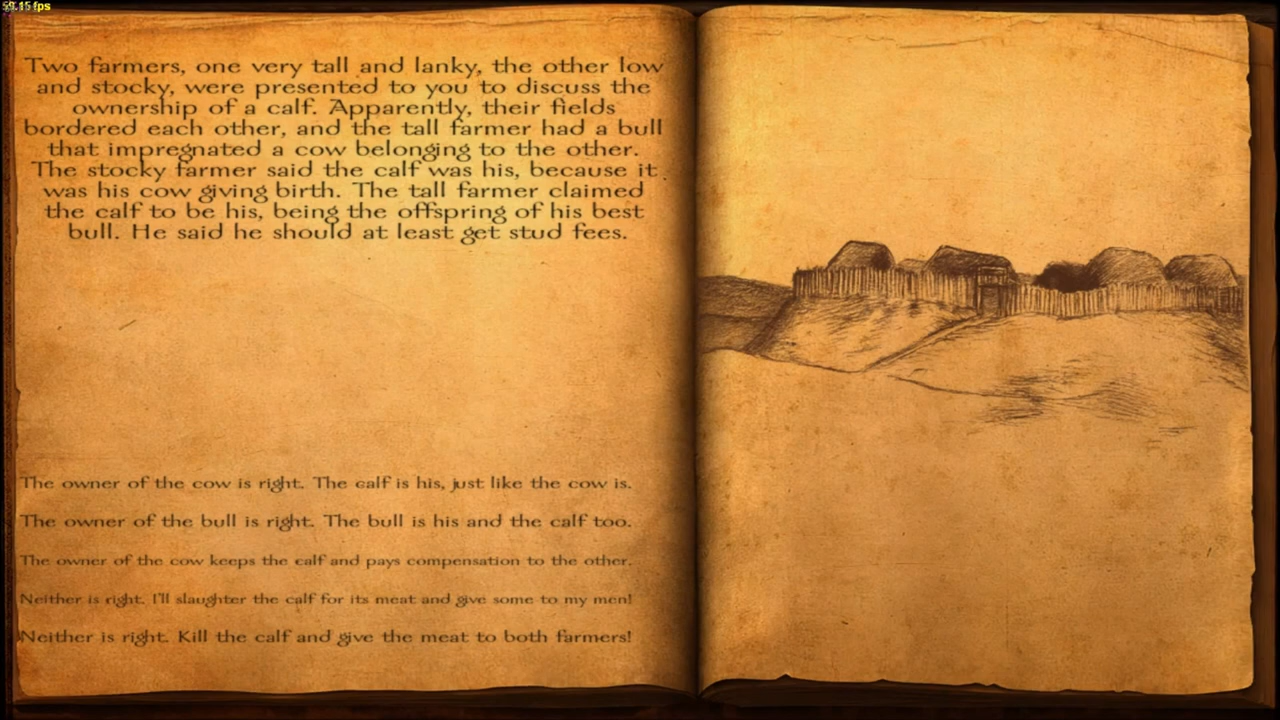 59.15 fps
Two farmers, one very tall and lanky, the other low
and stocky, were presented to you to discuss the
ownership of a calf. Apparently, their fields
bordered each other, and the tall farmer had a bull
that impregnated a cow belonging to the other.
The stocky farmer said the calf was his, because it
was his cow giving birth. The tall farmer claimed
the calf to be his, being the offspring of his best
bull. He said he should at least get stud fees.
The owner of the cow is right. The calf is his, just like the cow is.
The owner of the bull is right. The bull is his and the calf too.
The owner of the cow keeps the calf and pays compensation to the other.
Neither is right. I'll slaughter the calf for its meat and give some to my men!
Neither is right. Kill the calf and give the meat to both farmers!